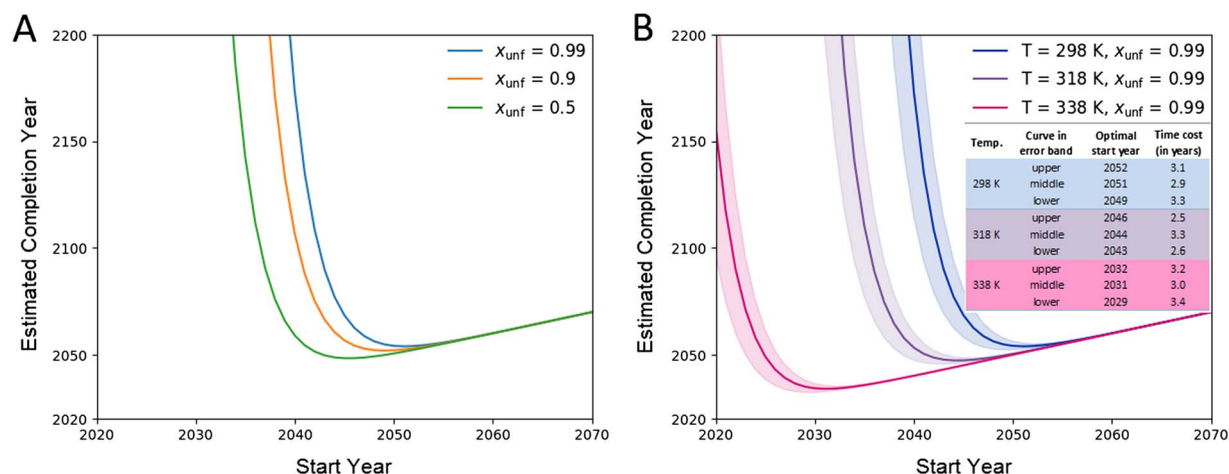 A
Estimated Completion Year
2200
2150
2100
2050
2020
2020 2030 2040 2050 2060 2070
Start Year
x_unf = 0.99
x_unf = 0.9
x_unf = 0.5
B
Estimated Completion Year
2200
2150
2100
2050
2020
2020 2030 2040 2050 2060 2070
Start Year
T = 298 K, x_unf = 0.99
T = 318 K, x_unf = 0.99
T = 338 K, x_unf = 0.99
Temp. Curve in error band Optimal start year Time cost (in years)
298 K upper 2052 3.1
middle 2051 2.9
lower 2049 3.3
318 K upper 2046 2.5
middle 2044 3.3
lower 2043 2.6
338 K upper 2032 3.2
middle 2031 3.0
lower 2029 3.4